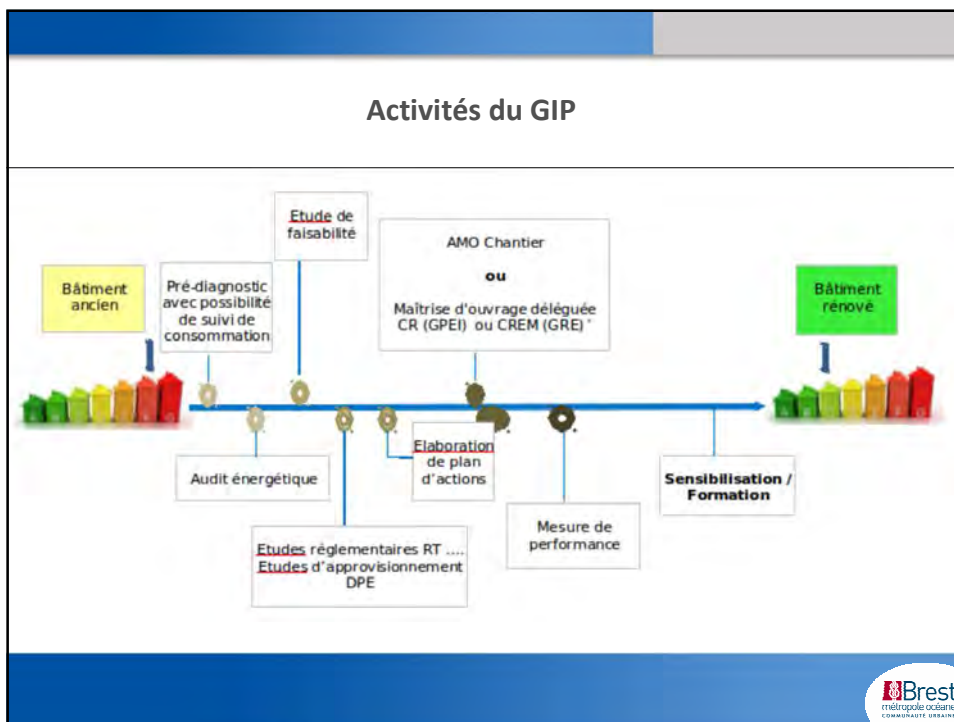 Activités du GIP
Bâtiment
ancien
Pré-diagnostic
avec possibilité
de suivi de
consommation
Etude de
faisabilité
AMO Chantier
ou
Maîtrise d'ouvrage déléguée
CR (GPEI) ou CREM (GRE) '
Bâtiment
rénové
Audit énergétique
Etudes réglementaires RT ....
Etudes d'approvisionnement
DPE
Elaboration
de plan
d'actions
Mesure de
performance
Sensibilisation /
Formation
Brest
métropole océane
COMMUNAUTÉ URBAINE